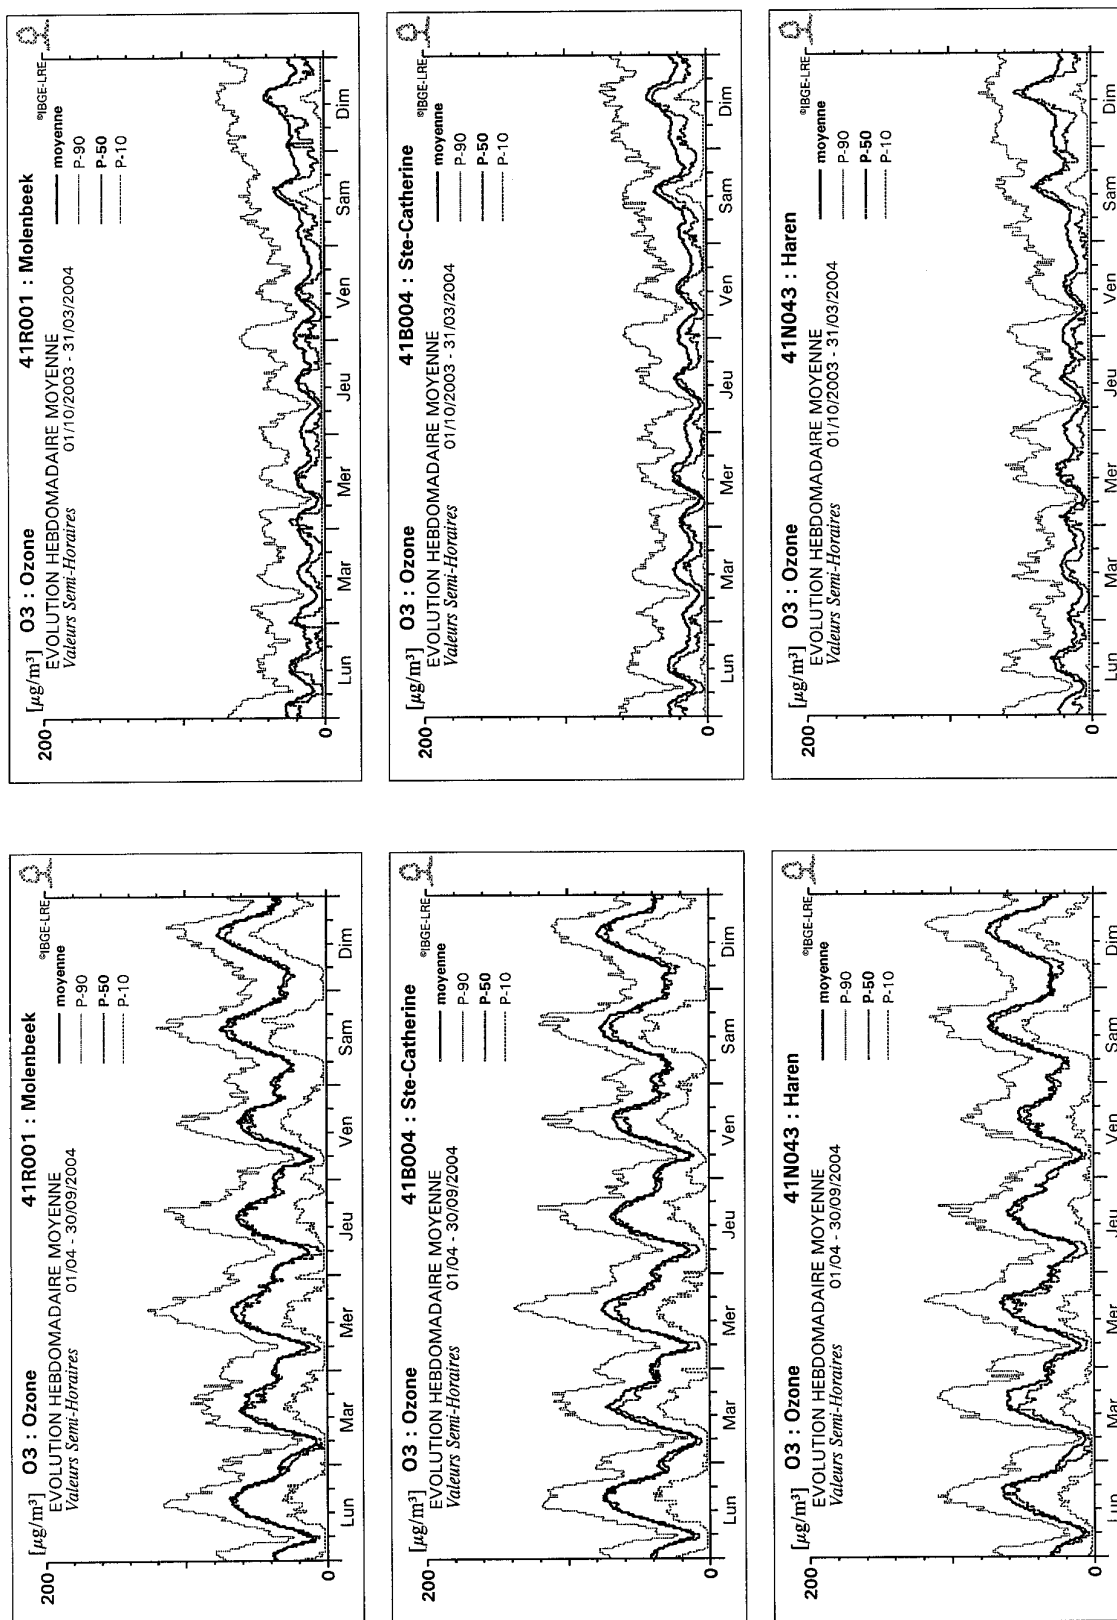 [µg/m³] O3 : Ozone 41R001 : Molenbeek
EVOLUTION HEBDOMADAIRE MOYENNE
Valeurs Semi-Horaires 01/04 - 30/09/2004
©IBGE-LRE
200
moyenne
P-90
P-50
P-10
0
Lun Mar Mer Jeu Ven Sam Dim
[µg/m³] O3 : Ozone 41R001 : Molenbeek
EVOLUTION HEBDOMADAIRE MOYENNE
Valeurs Semi-Horaires 01/10/2003 - 31/03/2004
©IBGE-LRE
200
moyenne
P-90
P-50
P-10
0
Lun Mar Mer Jeu Ven Sam Dim
[µg/m³] O3 : Ozone 41B004 : Ste-Catherine
EVOLUTION HEBDOMADAIRE MOYENNE
Valeurs Semi-Horaires 01/04 - 30/09/2004
©IBGE-LRE
200
moyenne
P-90
P-50
P-10
0
Lun Mar Mer Jeu Ven Sam Dim
[µg/m³] O3 : Ozone 41B004 : Ste-Catherine
EVOLUTION HEBDOMADAIRE MOYENNE
Valeurs Semi-Horaires 01/10/2003 - 31/03/2004
©IBGE-LRE
200
moyenne
P-90
P-50
P-10
0
Lun Mar Mer Jeu Ven Sam Dim
[µg/m³] O3 : Ozone 41N043 : Haren
EVOLUTION HEBDOMADAIRE MOYENNE
Valeurs Semi-Horaires 01/04 - 30/09/2004
©IBGE-LRE
200
moyenne
P-90
P-50
P-10
0
Lun Mar Mer Jeu Ven Sam Dim
[µg/m³] O3 : Ozone 41N043 : Haren
EVOLUTION HEBDOMADAIRE MOYENNE
Valeurs Semi-Horaires 01/10/2003 - 31/03/2004
©IBGE-LRE
200
moyenne
P-90
P-50
P-10
0
Lun Mar Mer Jeu Ven Sam Dim